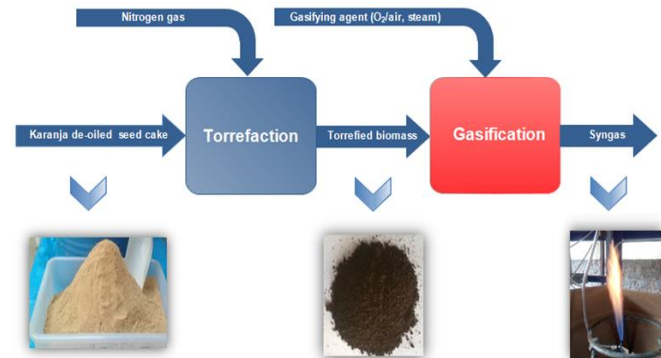 Nitrogen gas
Gasifying agent (O₂/air, steam)
Karanja de-oiled seed cake
Torrefaction
Torrefied biomass
Gasification
Syngas